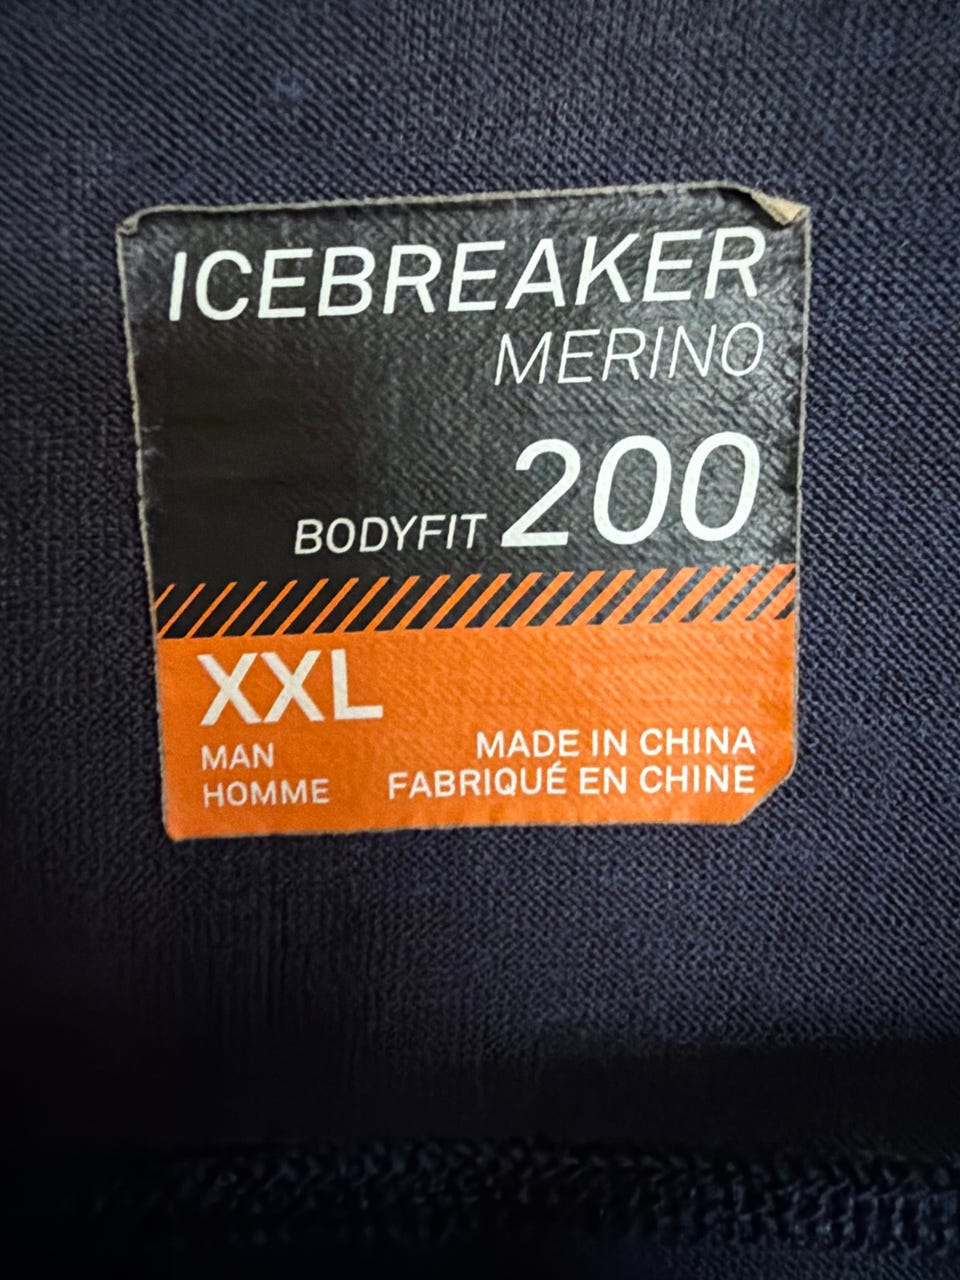 ICEBREAKER
MERINO
BODYFIT 200
XXL
MAN
HOMME
MADE IN CHINA
FABRIQUÉ EN CHINE